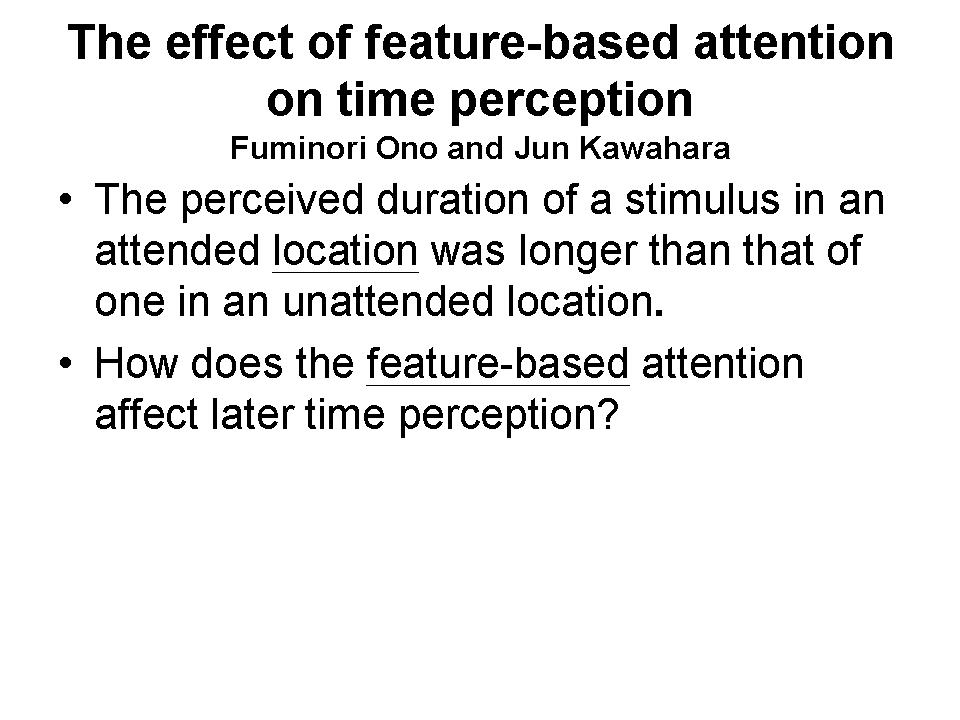 The effect of feature-based attention
on time perception
Fuminori Ono and Jun Kawahara
• The perceived duration of a stimulus in an
attended location was longer than that of
one in an unattended location.
• How does the feature-based attention
affect later time perception?